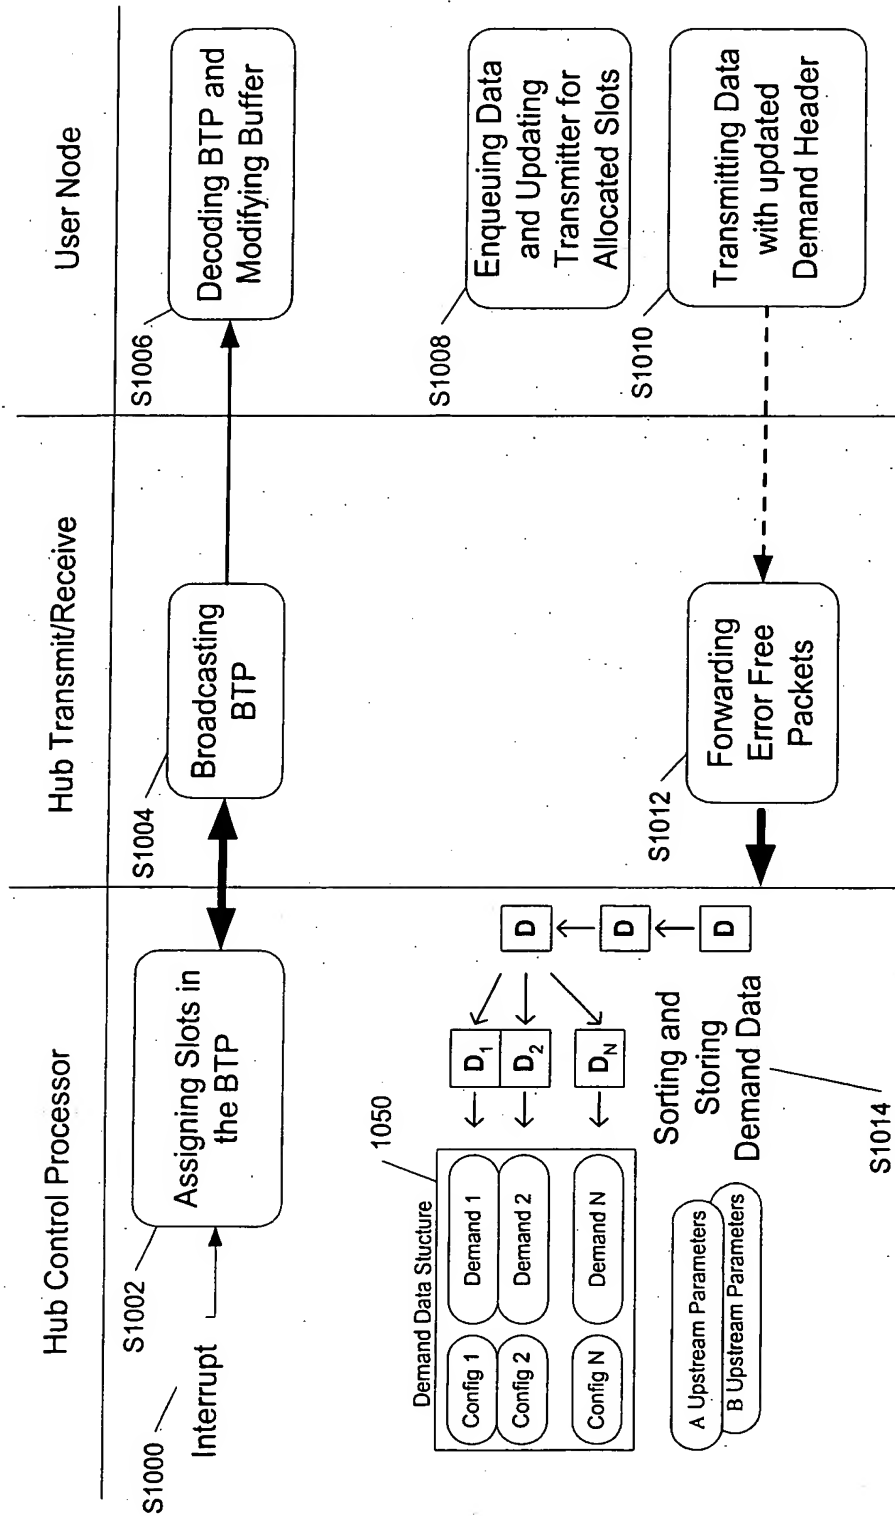 Hub Control Processor
Hub Transmit/Receive
User Node
S1000
Interrupt
S1002
Assigning Slots in
the BTP
S1004
Broadcasting
BTP
S1006
Decoding BTP and
Modifying Buffer
S1008
Enqueuing Data
and Updating
Transmitter for
Allocated Slots
S1010
Transmitting Data
with updated
Demand Header
S1012
Forwarding
Error Free
Packets
Demand Data Stucture
1050
Config 1
Demand 1
D1
Config 2
Demand 2
D2
Config N
Demand N
DN
D
D
D
Sorting and
Storing
Demand Data
S1014
A Upstream Parameters
B Upstream Parameters